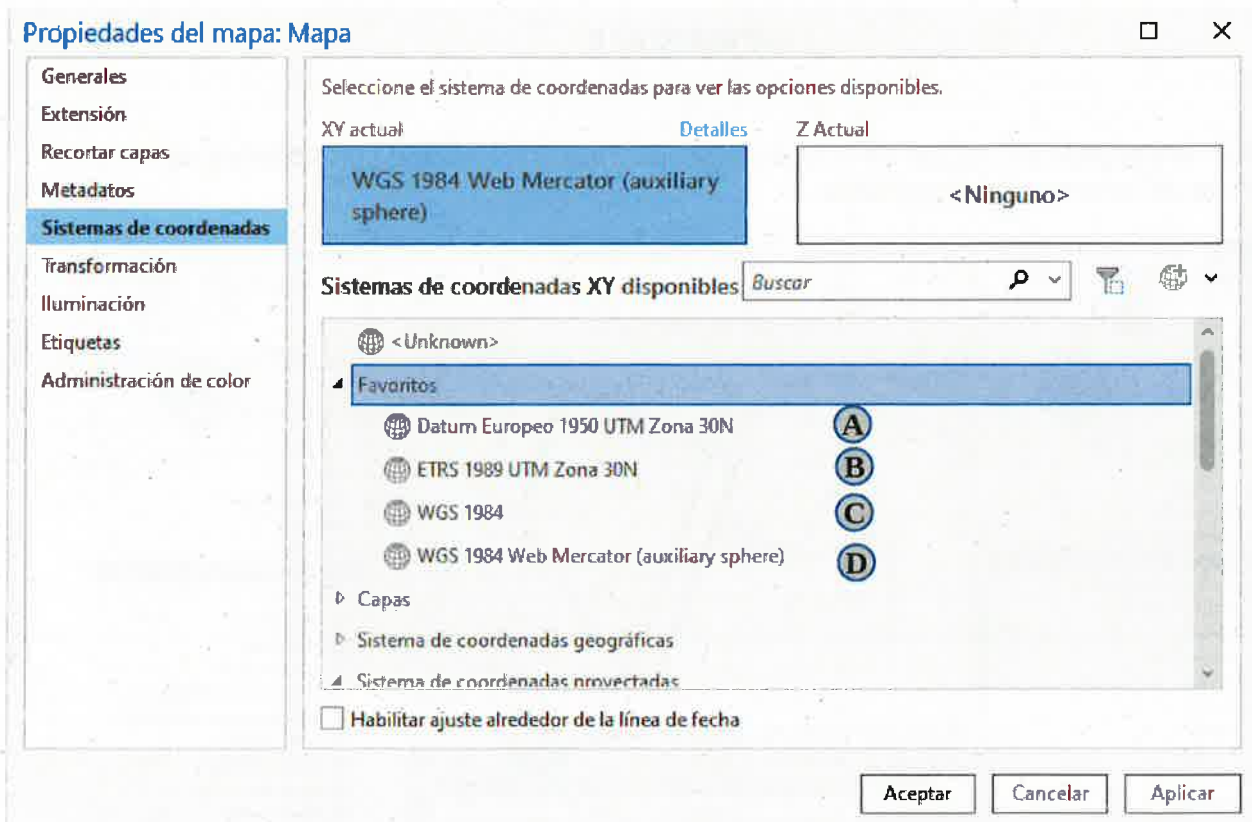 Propiedades del mapa: Mapa
Generales
Extensión
Recortar capas
Metadatos
Sistemas de coordenadas
Transformación
Iluminación
Etiquetas
Administración de color
Seleccione el sistema de coordenadas para ver las opciones disponibles.
XY actual
Detalles
Z Actual
WGS 1984 Web Mercator (auxiliary
sphere)
<Ninguno>
Sistemas de coordenadas XY disponibles
Buscar
<Unknown>
Favoritos
Datum Europeo 1950 UTM Zona 30N
A
ETRS 1989 UTM Zona 30N
B
WGS 1984
C
WGS 1984 Web Mercator (auxiliary sphere)
D
Capas
Sistema de coordenadas geográficas
Sistema de coordenadas proyectadas
Habilitar ajuste alrededor de la línea de fecha
Aceptar
Cancelar
Aplicar